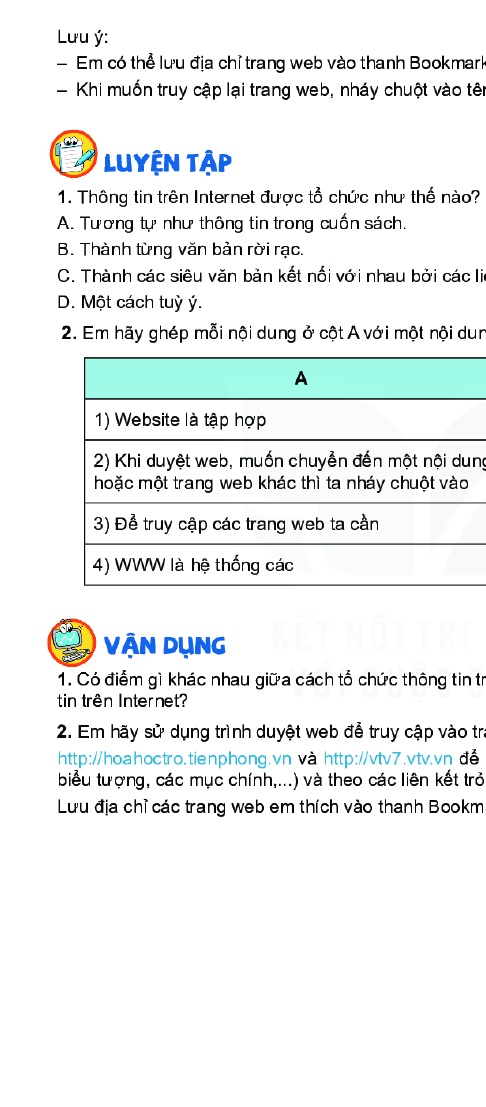 Lưu ý:
– Em có thể lưu địa chỉ trang web vào thanh Bookmark
– Khi muốn truy cập lại trang web, nháy chuột vào tên
LUYỆN TẬP
1. Thông tin trên Internet được tổ chức như thế nào?
A. Tương tự như thông tin trong cuốn sách.
B. Thành từng văn bản rời rạc.
C. Thành các siêu văn bản kết nối với nhau bởi các
D. Một cách tuỳ ý.
2. Em hãy ghép mỗi nội dung ở cột A với một nội
A
1) Website là tập hợp
2) Khi duyệt web, muốn chuyển đến một nội dung
hoặc một trang web khác thì ta nháy chuột vào
3) Để truy cập các trang web ta cần
4) WWW là hệ thống các
VẬN DỤNG
KẾT NỐI TRI
VỚI CUỘC S
1. Có điểm gì khác nhau giữa cách tổ chức thông tin
tin trên Internet?
2. Em hãy sử dụng trình duyệt web để truy cập vào
http://hoahoctro.tienphong.vn và http://vtv7.vtv.vn để
biểu tượng, các mục chính,...) và theo các liên kết trỏ
Lưu địa chỉ các trang web em thích vào thanh Bookm